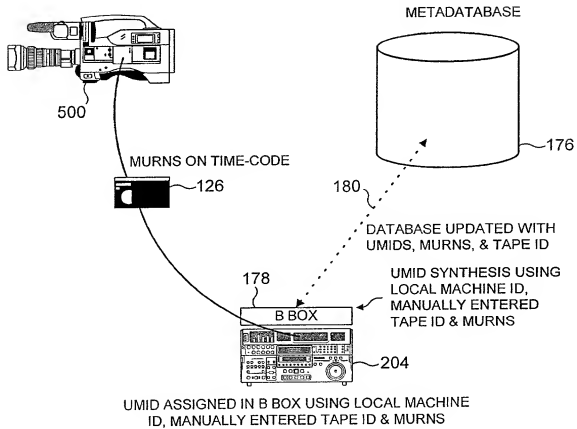 METADATABASE
500
176
MURNS ON TIME-CODE
126
180
DATABASE UPDATED WITH
UMIDS, MURNS, & TAPE ID
178
B BOX
UMID SYNTHESIS USING
LOCAL MACHINE ID,
MANUALLY ENTERED
TAPE ID & MURNS
204
UMID ASSIGNED IN B BOX USING LOCAL MACHINE
ID, MANUALLY ENTERED TAPE ID & MURNS